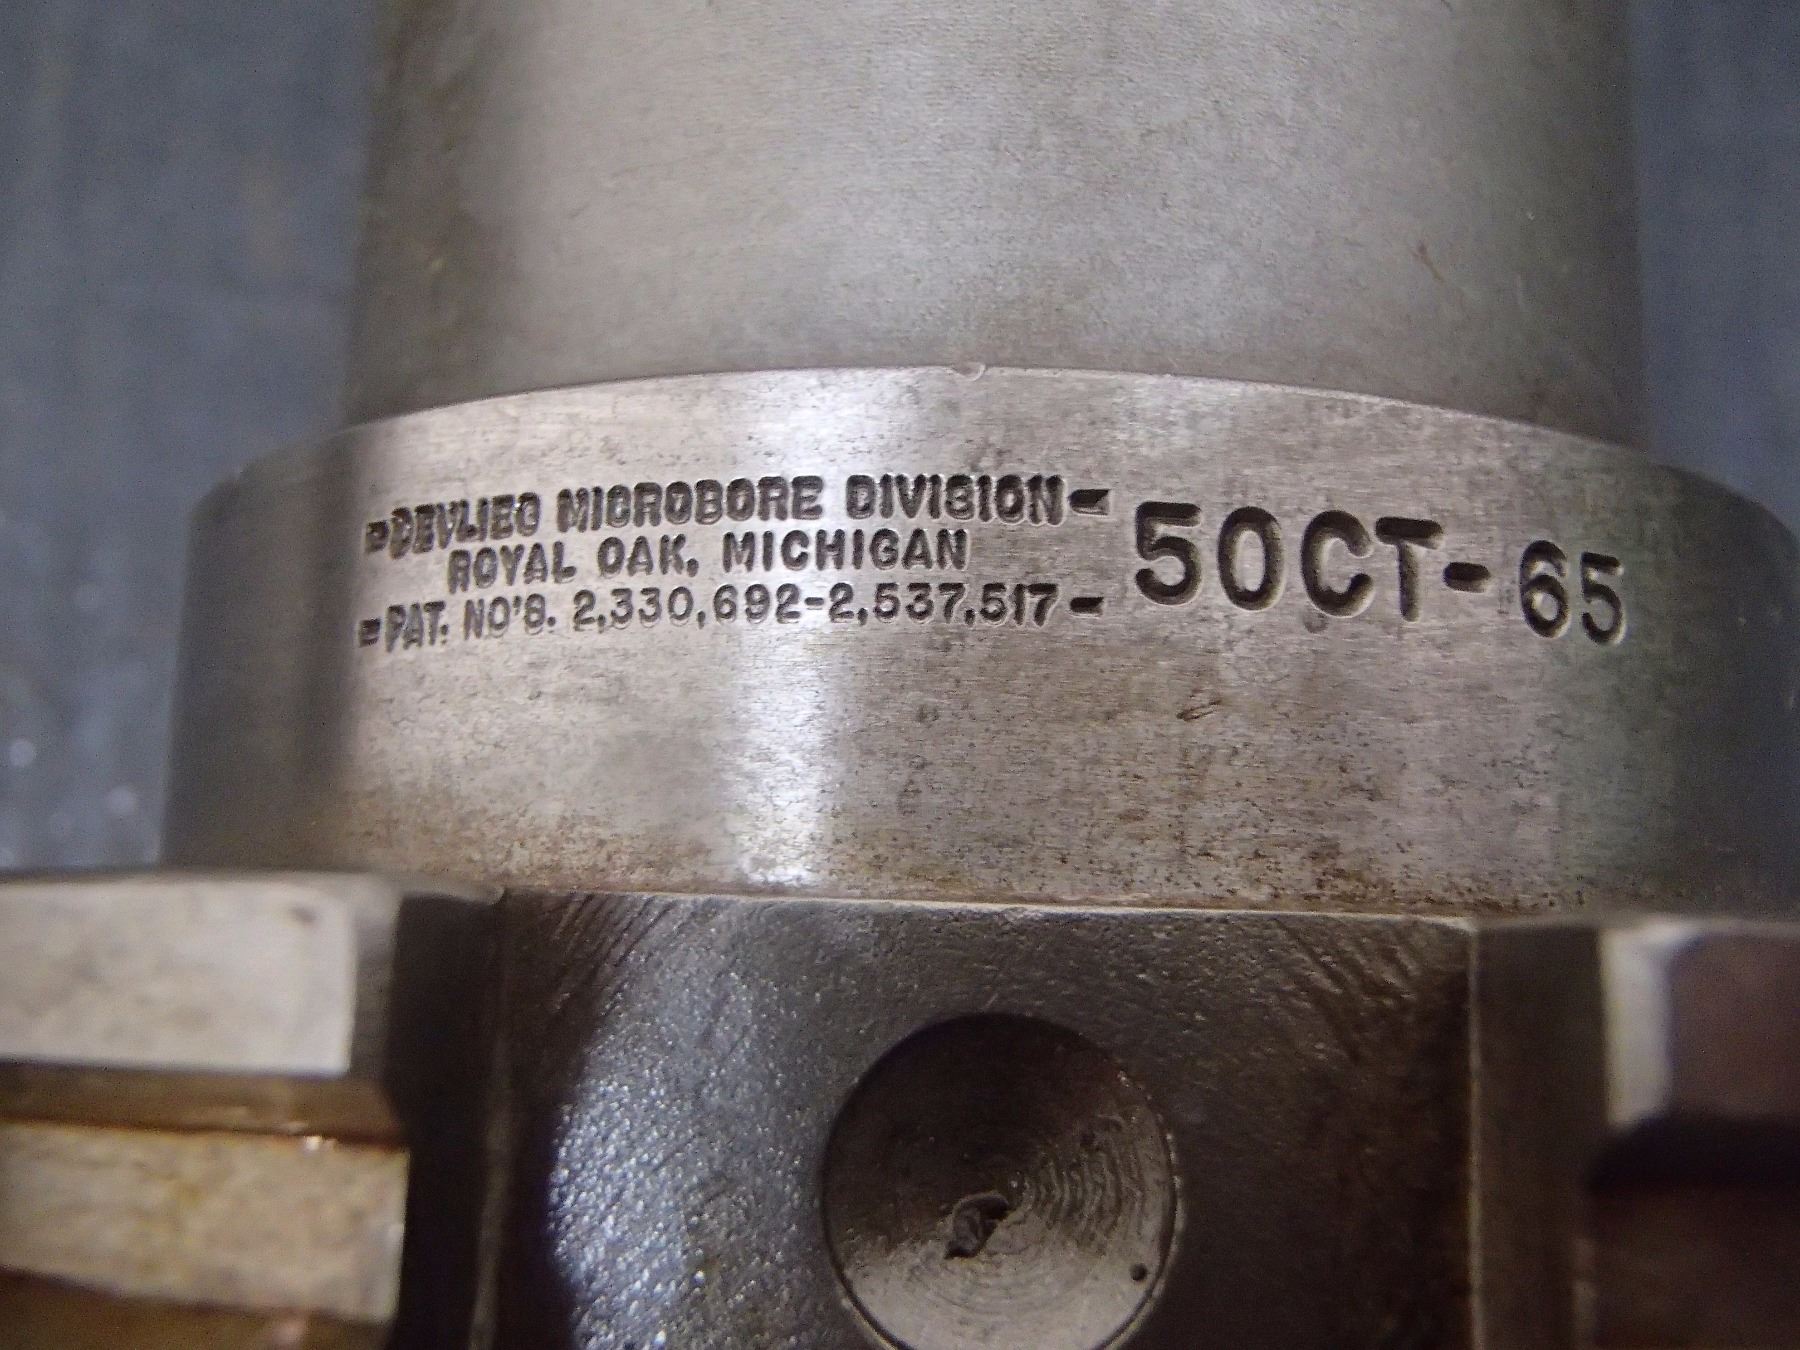 -DEVLIEG MICROBORE DIVISION-
ROYAL OAK, MICHIGAN
-PAT. NO'S. 2,330,692-2,537,517-
50CT-65